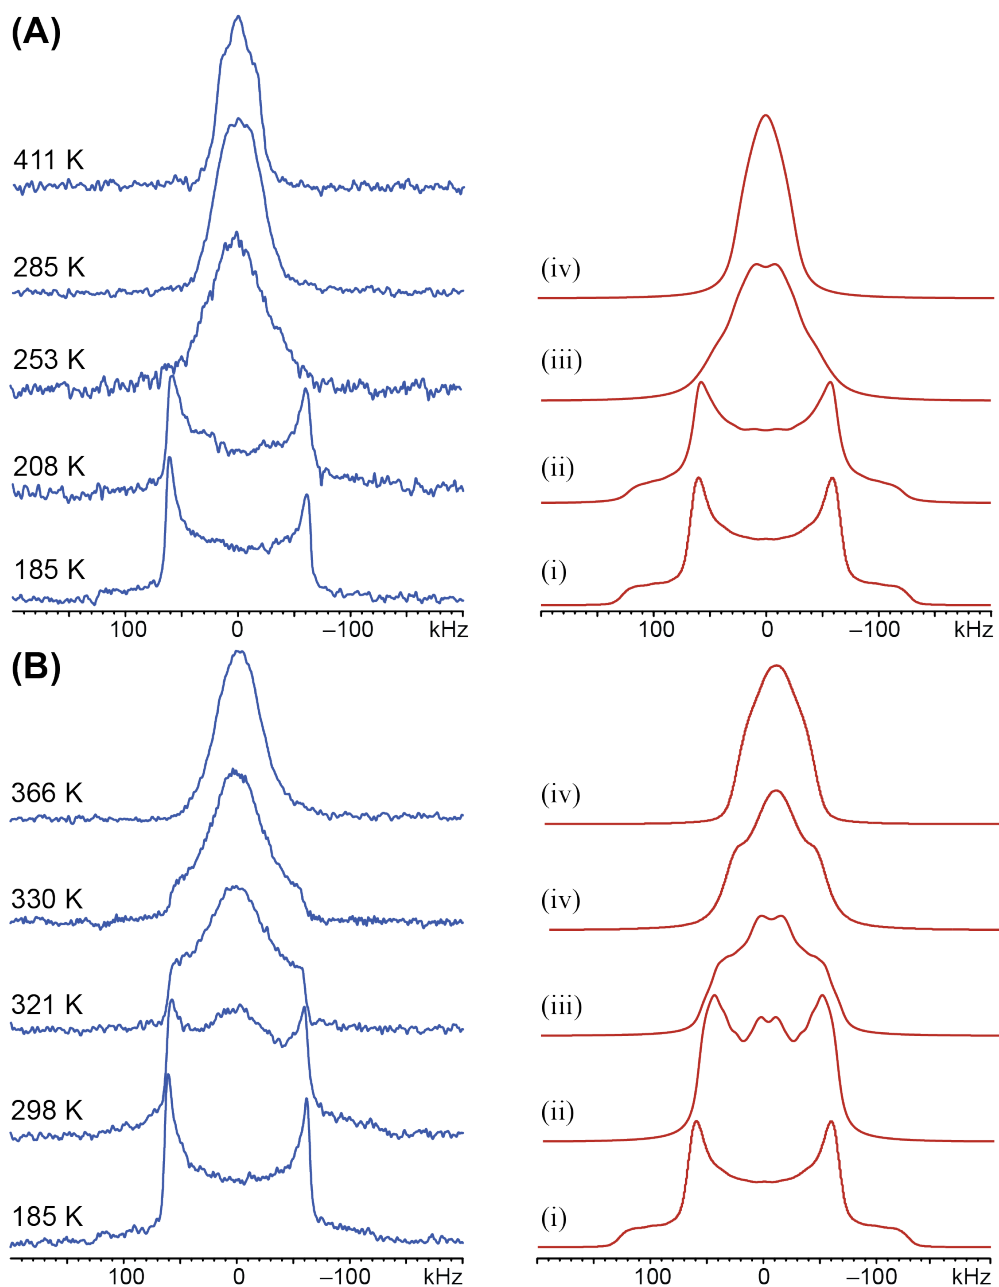 (A)
411 K
285 K
(iv)
253 K
(iii)
208 K
(ii)
185 K
(i)
100 0 −100 kHz
100 0 −100 kHz
(B)
366 K
(iv)
330 K
(iv)
321 K
(iii)
298 K
(ii)
185 K
(i)
100 0 −100 kHz
100 0 −100 kHz